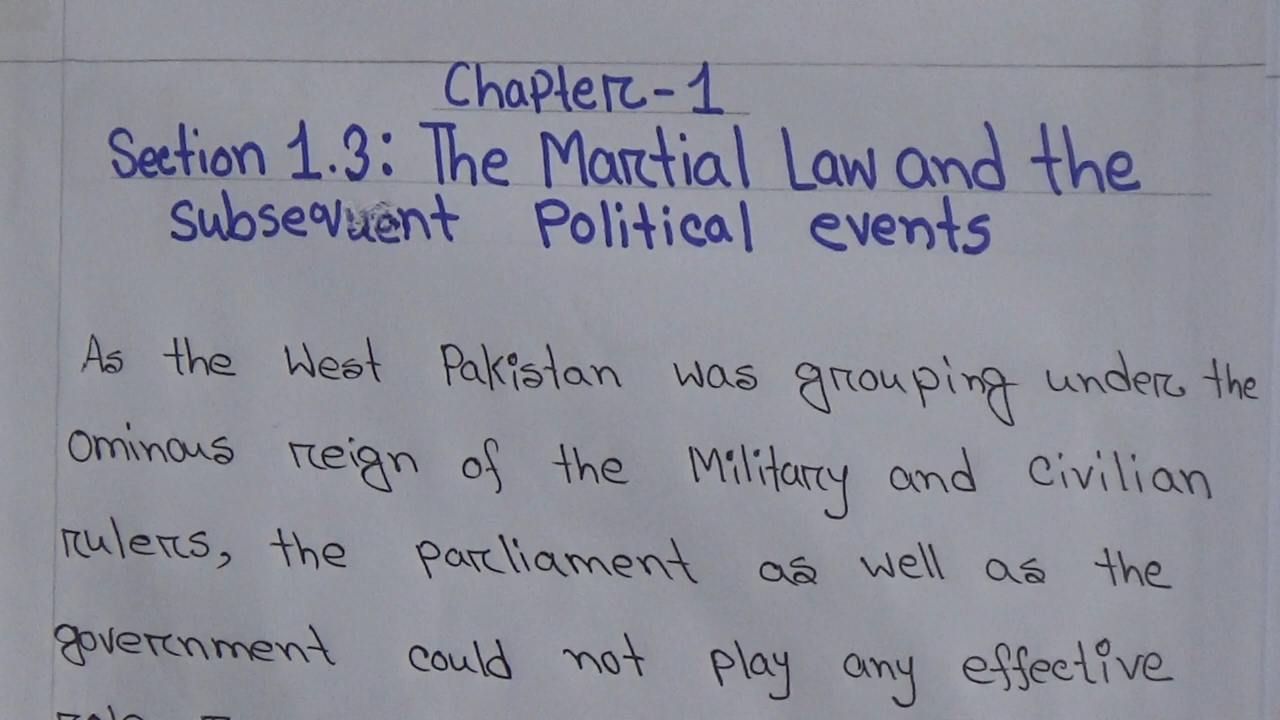 Chapter-1
Section 1.3: The Martial Law and the
subsequent Political events
As the West Pakistan was grouping under the
ominous reign of the Military and Civilian
rulers, the parliament as well as the
government could not play any effective